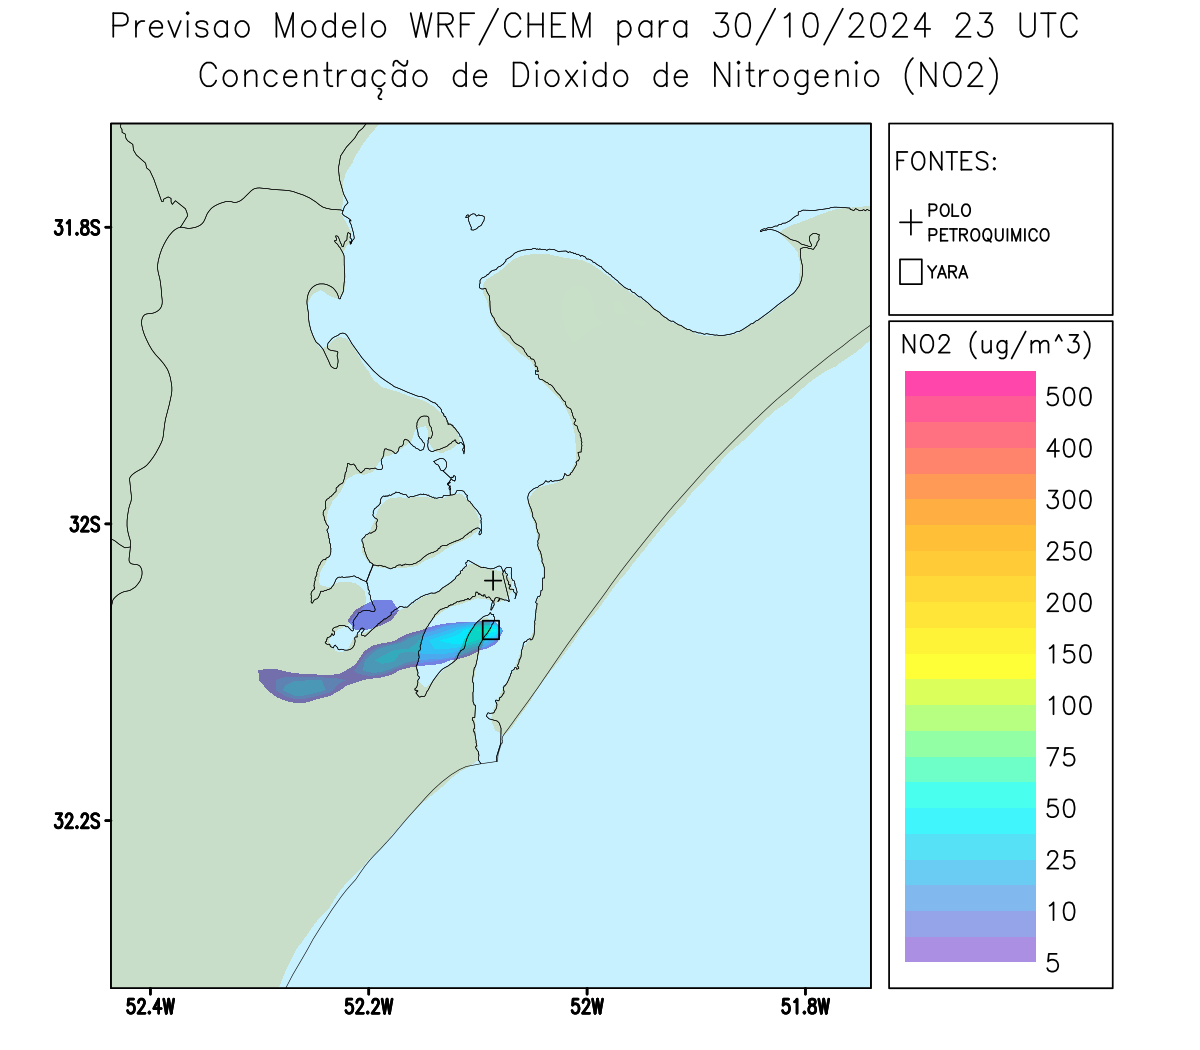 Previsao Modelo WRF/CHEM para 30/10/2024 23 UTC
Concentração de Dioxido de Nitrogenio (NO2)
FONTES:
POLO
PETROQUIMICO
YARA
31.8S
32S
32.2S
52.4W
52.2W
52W
51.8W
NO2 (ug/m^3)
500
400
300
250
200
150
100
75
50
25
10
5